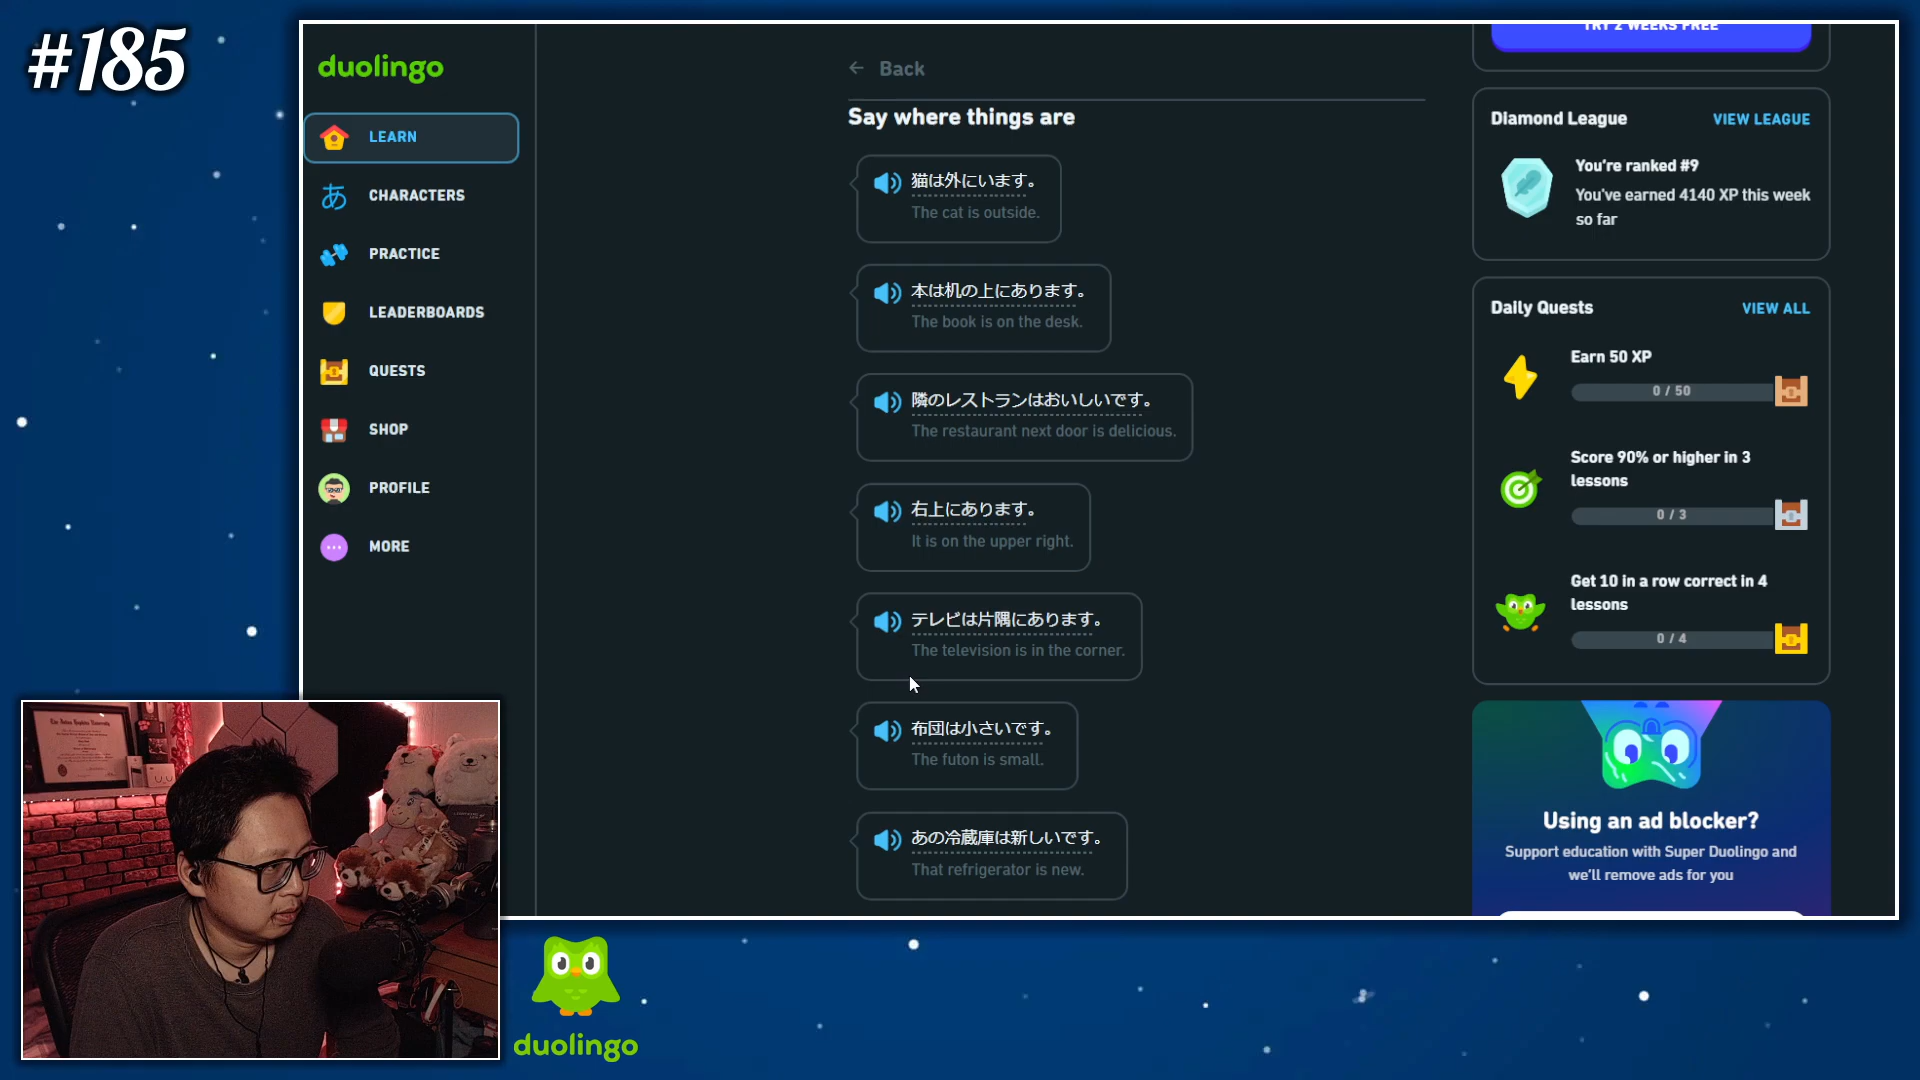 #185
duolingo
LEARN
CHARACTERS
PRACTICE
LEADERBOARDS
QUESTS
SHOP
PROFILE
MORE
← Back
Say where things are
猫は外にいます。
The cat is outside.
本は机の上にあります。
The book is on the desk.
隣のレストランはおいしいです。
The restaurant next door is delicious.
右上にあります。
It is on the upper right.
テレビは片隅にあります。
The television is in the corner.
布団は小さいです。
The futon is small.
あの冷蔵庫は新しいです。
That refrigerator is new.
TRY 2 WEEKS FREE
Diamond League
VIEW LEAGUE
You're ranked #9
You've earned 4140 XP this week
so far
Daily Quests
VIEW ALL
Earn 50 XP
0 / 50
Score 90% or higher in 3
lessons
0 / 3
Get 10 in a row correct in 4
lessons
0 / 4
Using an ad blocker?
Support education with Super Duolingo and
we'll remove ads for you
duolingo